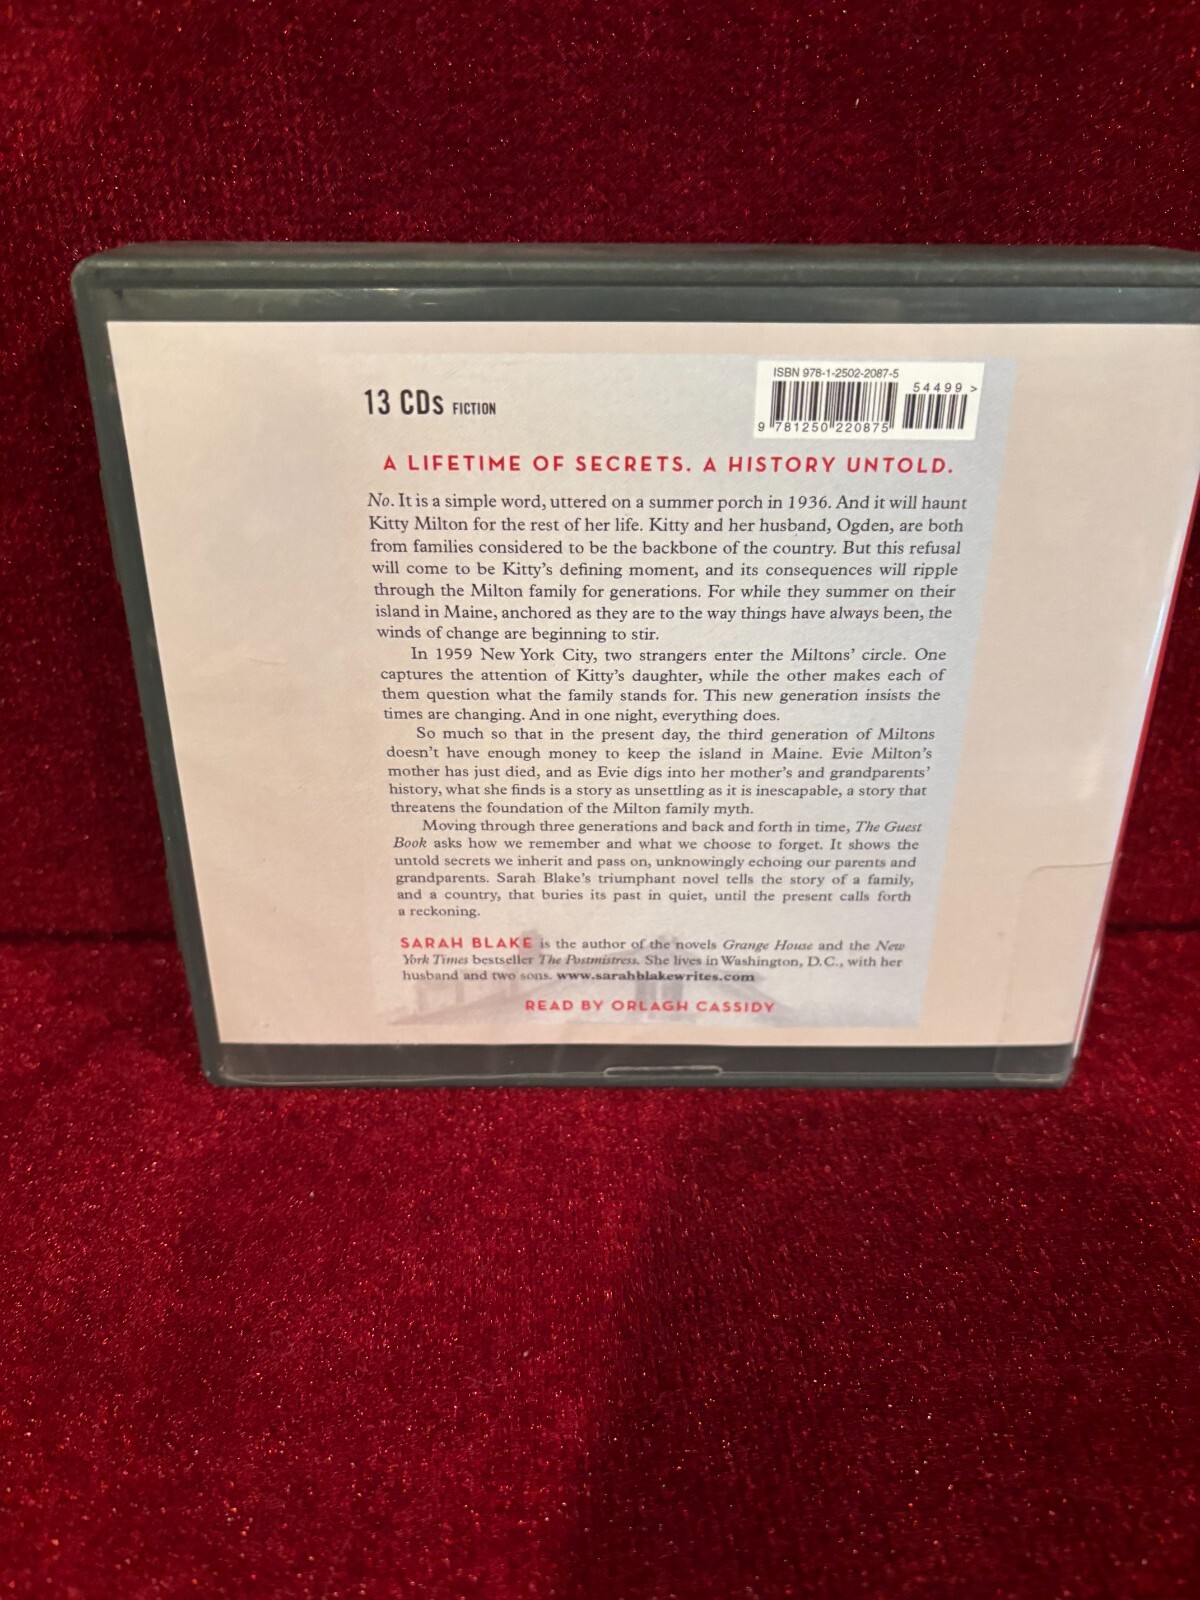 13 CDs FICTION
ISBN 978-1-2502-2087-5
54499 >
9 781250 220875
A LIFETIME OF SECRETS. A HISTORY UNTOLD.
No. It is a simple word, uttered on a summer porch in 1936. And it will haunt
Kitty Milton for the rest of her life. Kitty and her husband, Ogden, are both
from families considered to be the backbone of the country. But this refusal
will come to be Kitty's defining moment, and its consequences will ripple
through the Milton family for generations. For while they summer on their
island in Maine, anchored as they are to the way things have always been, the
winds of change are beginning to stir.
In 1959 New York City, two strangers enter the Miltons' circle. One
captures the attention of Kitty's daughter, while the other makes each of
them question what the family stands for. This new generation insists the
times are changing. And in one night, everything does.
So much so that in the present day, the third generation of Miltons
doesn't have enough money to keep the island in Maine. Evie Milton's
mother has just died, and as Evie digs into her mother's and grandparents'
history, what she finds is a story as unsettling as it is inescapable, a story that
threatens the foundation of the Milton family myth.
Moving through three generations and back and forth in time, The Guest
Book asks how we remember and what we choose to forget. It shows the
untold secrets we inherit and pass on, unknowingly echoing our parents and
grandparents. Sarah Blake's triumphant novel tells the story of a family,
and a country, that buries its past in quiet, until the present calls forth
a reckoning.
SARAH BLAKE is the author of the novels Grange House and the New
York Times bestseller The Postmistress. She lives in Washington, D.C., with her
husband and two sons. www.sarahblakewrites.com
READ BY ORLAGH CASSIDY